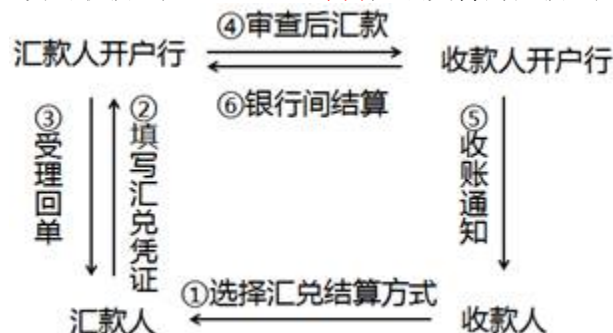 ④审查后汇款
汇款人开户行
收款人开户行
⑥银行间结算
③受理回单
②填写汇兑凭证
⑤收账通知
①选择汇兑结算方式
汇款人
收款人